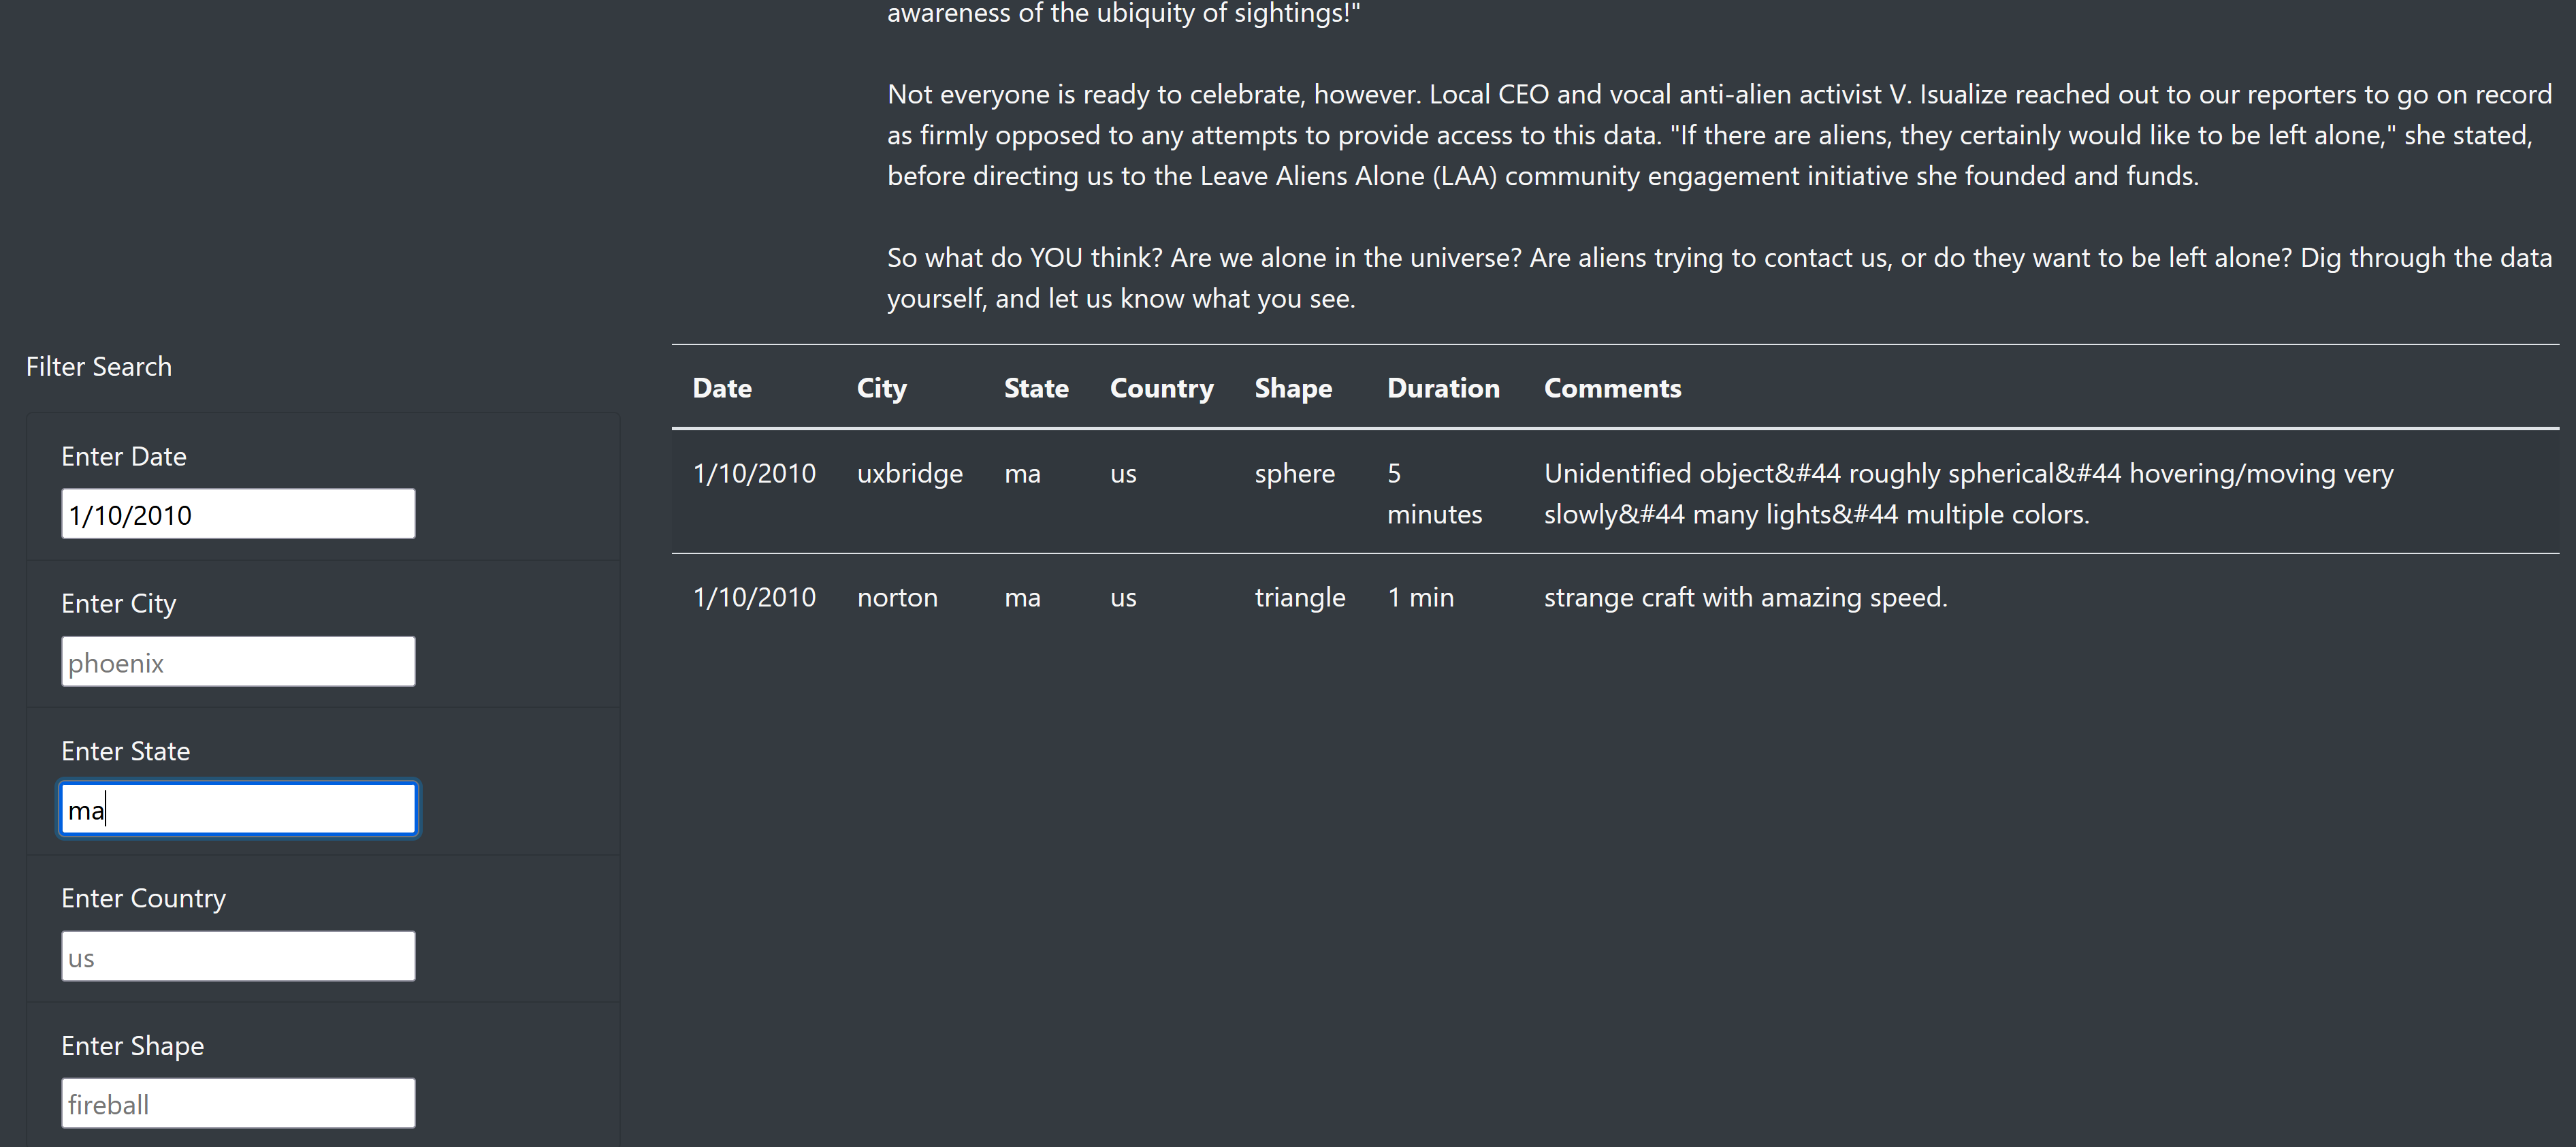 awareness of the ubiquity of sightings!"
Not everyone is ready to celebrate, however. Local CEO and vocal anti-alien activist V. Isualize reached out to our reporters to go on record
as firmly opposed to any attempts to provide access to this data. "If there are aliens, they certainly would like to be left alone," she stated,
before directing us to the Leave Aliens Alone (LAA) community engagement initiative she founded and funds.
So what do YOU think? Are we alone in the universe? Are aliens trying to contact us, or do they want to be left alone? Dig through the data
yourself, and let us know what you see.
Filter Search
Enter Date
1/10/2010
Enter City
phoenix
Enter State
ma
Enter Country
us
Enter Shape
fireball
Date City State Country Shape Duration Comments
1/10/2010 uxbridge ma us sphere 5 Unidentified object&#44 roughly spherical&#44 hovering/moving very
minutes slowly&#44 many lights&#44 multiple colors.
1/10/2010 norton ma us triangle 1 min strange craft with amazing speed.